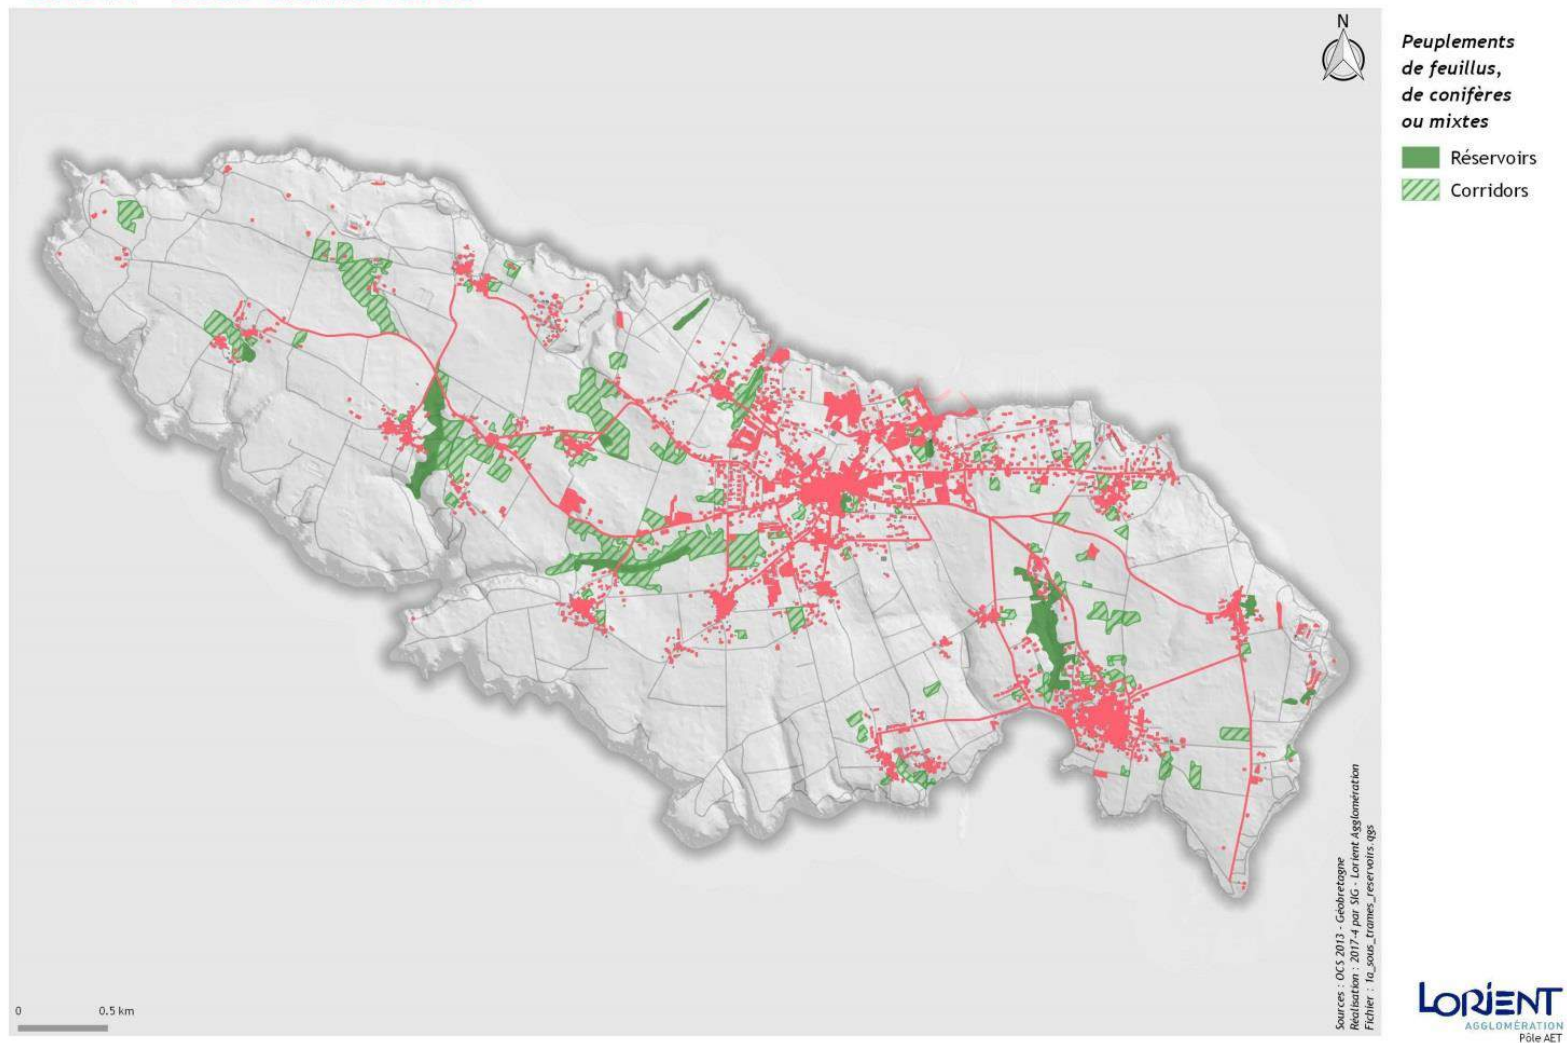 N
Peuplements
de feuillus,
de conifères
ou mixtes
Réservoirs
Corridors
Sources : OCS 2013 - Géobretagne
Réalisation : 2017-4 par SIG - Lorient Agglomération
Fichier : 1a_sous_trames_reservoirs.qgs
0 0.5 km
LORIENT
AGGLOMÉRATION
Pôle AET